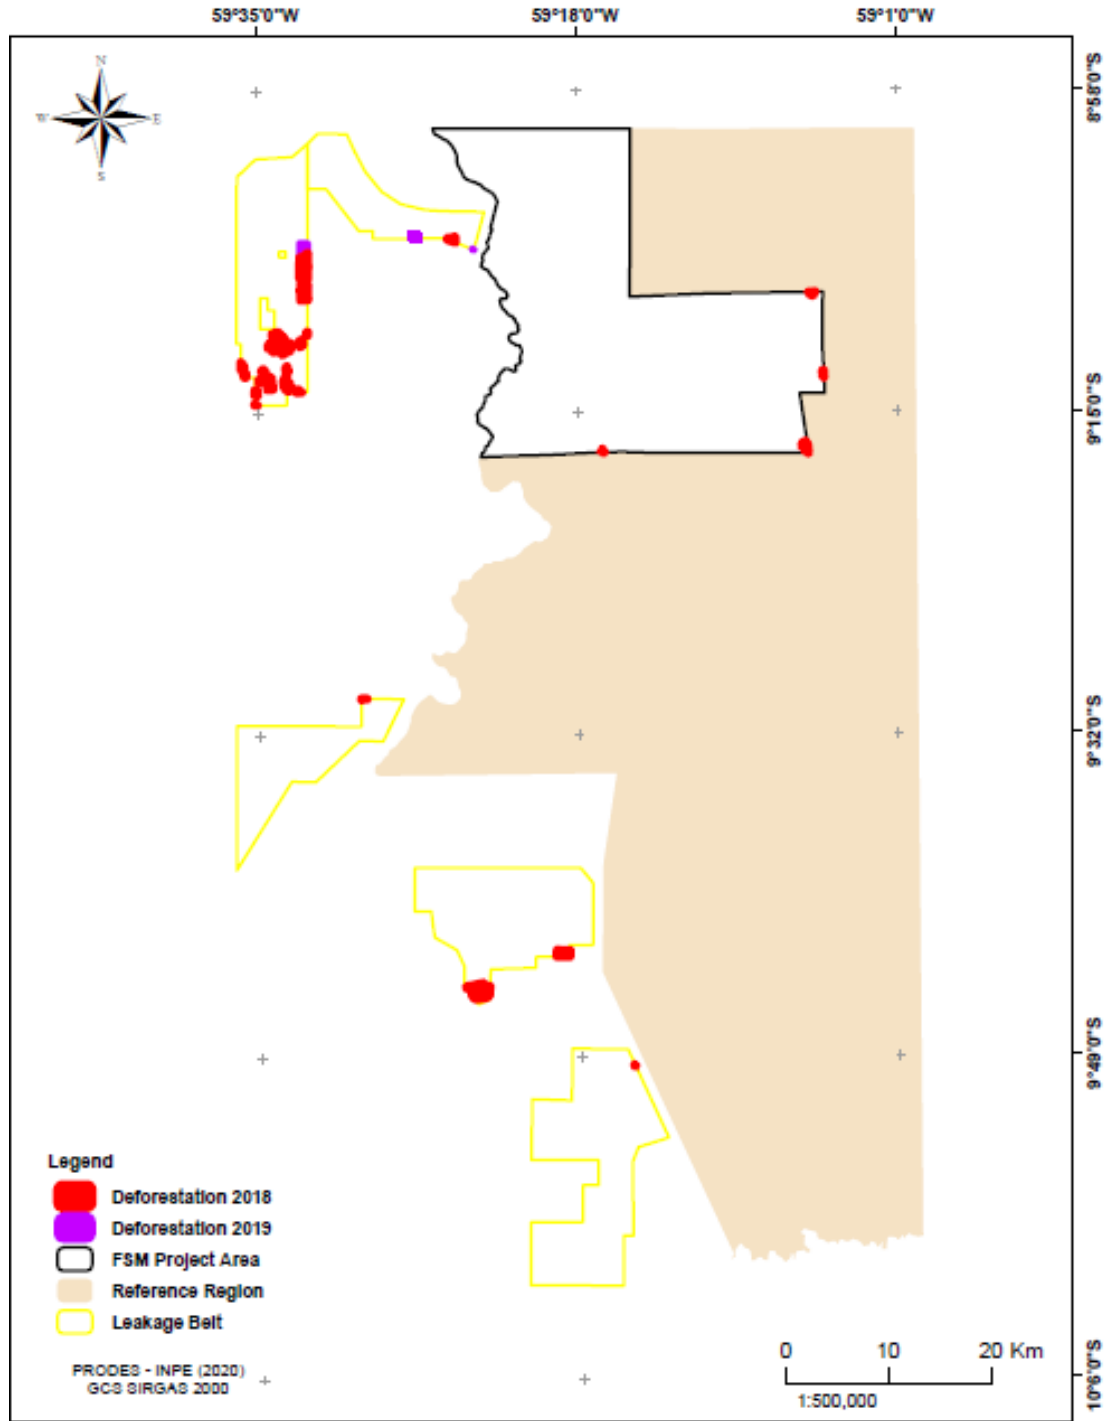 59°35'0"W 59°18'0"W 59°1'0"W
N
W E
S
8°58'0"S
9°15'0"S
9°32'0"S
9°49'0"S
10°6'0"S
Legend
Deforestation 2018
Deforestation 2019
FSM Project Area
Reference Region
Leakage Belt
PRODES - INPE (2020)
GCS SIRGAS 2000
0 10 20 Km
1:500,000